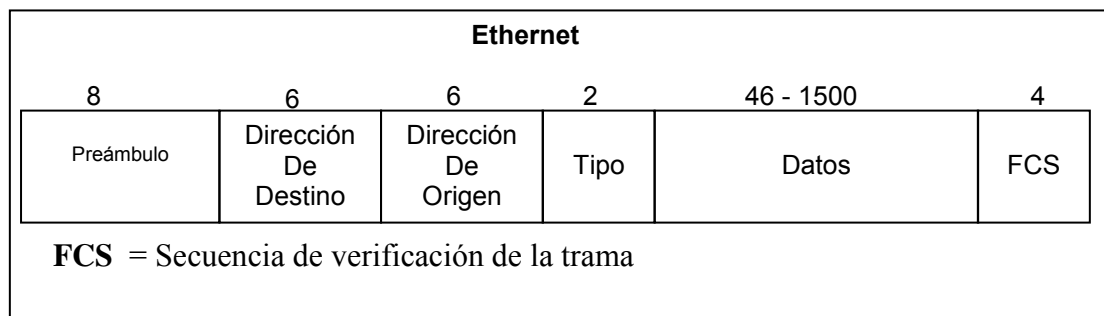 Ethernet
8 6 6 2 46 - 1500 4
Preámbulo
Dirección
De
Destino
Dirección
De
Origen
Tipo
Datos
FCS
FCS = Secuencia de verificación de la trama